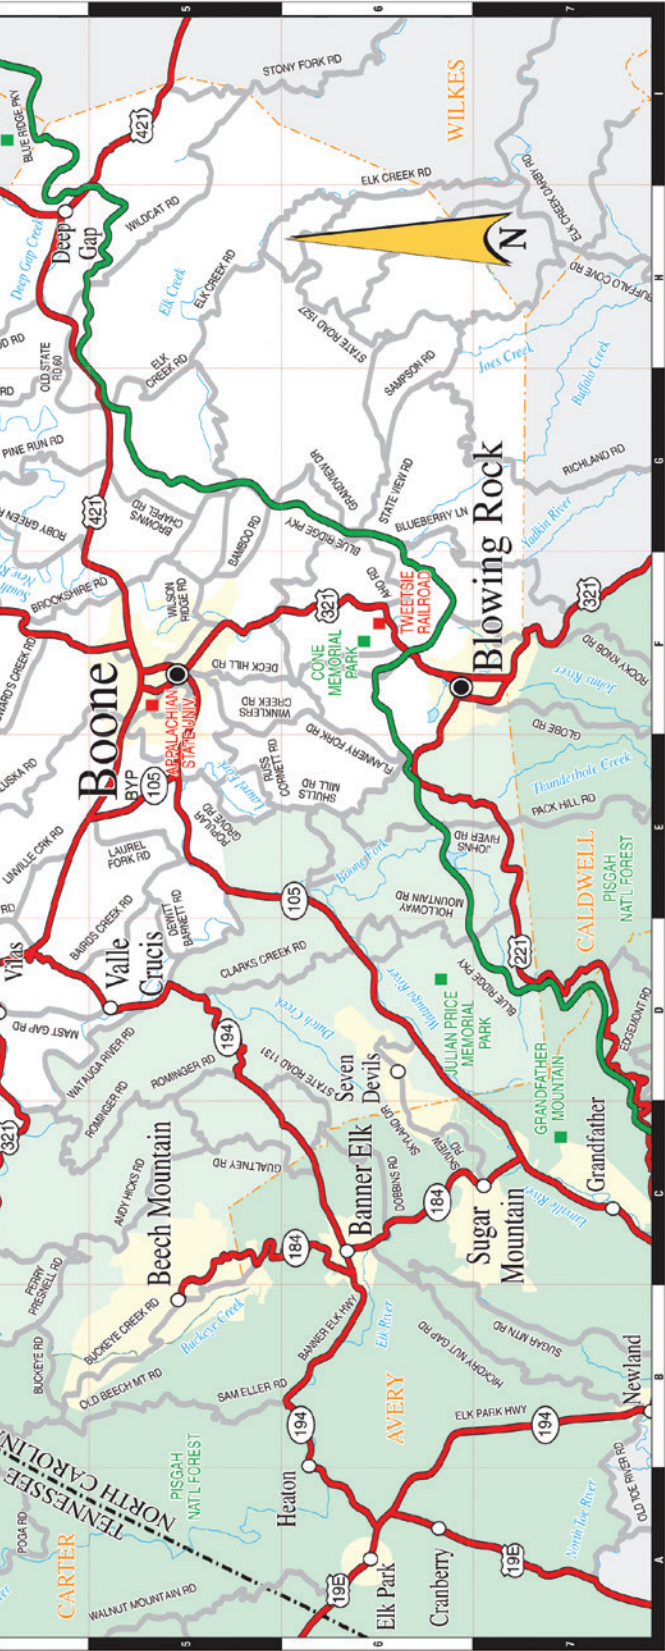 5
6
7
I
H
G
F
E
D
C
B
A
5
6
7
BLUE RIDGE PKY
421
STONY FORK RD
WILKES
Deep Gap Creek
Deep
Gap
WILDCAT RD
ELK CREEK RD
ELK CREEK DARBY RD
Elk Creek
ELK CREEK RD
N
BUFFALO COVE RD
OLD STATE
RD 60
ELK
CREEK RD
STATE ROAD 1527
SAMPSON RD
Joes Creek
Buffalo Creek
PINE RUN RD
421
ROBY GREEN RD
BROWN'S
CHAPEL RD
BAMBOO RD
GRANDVIEW DR
STATE VIEW RD
BLUE RIDGE PKY
BLUEBERRY LN
RICHLAND RD
Yadkin River
BROOKSHIRE RD
WILSON
RIDGE RD
321
AHO RD
TWEETSIE
RAILROAD
Blowing Rock
321
Boone
DECK HILL RD
CONE
MEMORIAL
PARK
ROCKY KNOB RD
Johns River
APPALACHIAN
STATE UNIV.
WINKLERS
CREEK RD
FLANNERY FORK RD
GLOBE RD
BYP
105
Laurel Fork
RUSS
CORNETT RD
SHULLS
MILL RD
Thunderhole Creek
PACK HILL RD
LINVILLE CRK RD
LAUREL
FORK RD
POPULAR
GROVE RD
Boone Fork
JOHNS
RIVER RD
CALDWELL
PISGAH
NAT'L FOREST
105
HOLLOWAY
MOUNTAIN RD
Vilas
BAIRDS CREEK RD
DEWITT
BARNETT RD
CLARKS CREEK RD
Valle
Crucis
Watauga River
BLUE RIDGE PKY
221
MAST GAP RD
194
Dutch Creek
JULIAN PRICE
MEMORIAL
PARK
EDGEMONT RD
WATAUGA RIVER RD
ROMINGER RD
STATE ROAD 1131
Seven
Devils
GRANDFATHER
MOUNTAIN
321
ROMINGER RD
SKYLAND DR
SKIVIEW
RD
Grandfather
ANDY HICKS RD
GUALTNEY RD
Banner Elk
DOBBINS RD
184
Sugar
Mountain
Linville River
Beech Mountain
184
PERRY
PRESNELL RD
BUCKEYE CREEK RD
Buckeye Creek
BANNER ELK HWY
Elk River
HICKORY NUT GAP RD
SUGAR MTN RD
BUCKEYE RD
OLD BEECH MT RD
SAM ELLER RD
194
AVERY
ELK PARK HWY
194
Newland
TENNESSEE
NORTH CAROLINA
PISGAH
NAT'L FOREST
Heaton
OLD TOE RIVER RD
POGA RD
CARTER
WALNUT MOUNTAIN RD
19E
Elk Park
Cranberry
19E
North Toe River